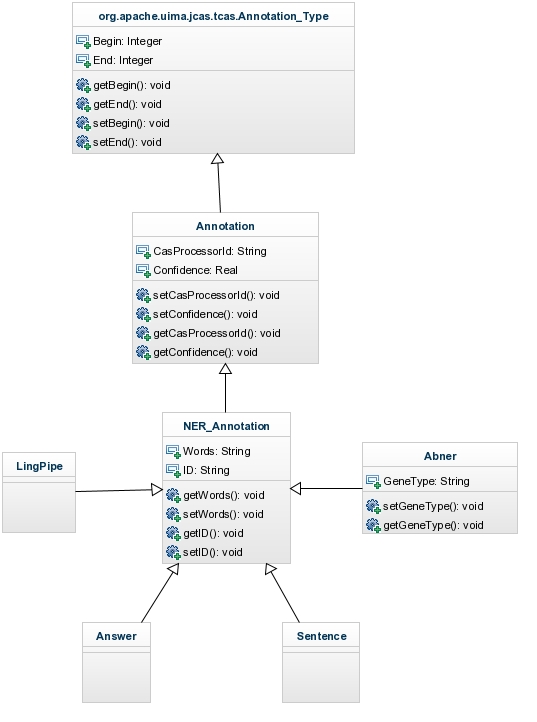 org.apache.uima.jcas.tcas.Annotation_Type
Begin: Integer
End: Integer
getBegin(): void
getEnd(): void
setBegin(): void
setEnd(): void
Annotation
CasProcessorId: String
Confidence: Real
setCasProcessorId(): void
setConfidence(): void
getCasProcessorId(): void
getConfidence(): void
NER_Annotation
Words: String
ID: String
getWords(): void
setWords(): void
getID(): void
setID(): void
LingPipe
Abner
GeneType: String
setGeneType(): void
getGeneType(): void
Answer
Sentence